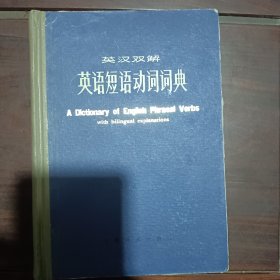 英汉双解
英语短语动词词典
A Dictionary of English Phrasal Verbs
with bilingual explanations